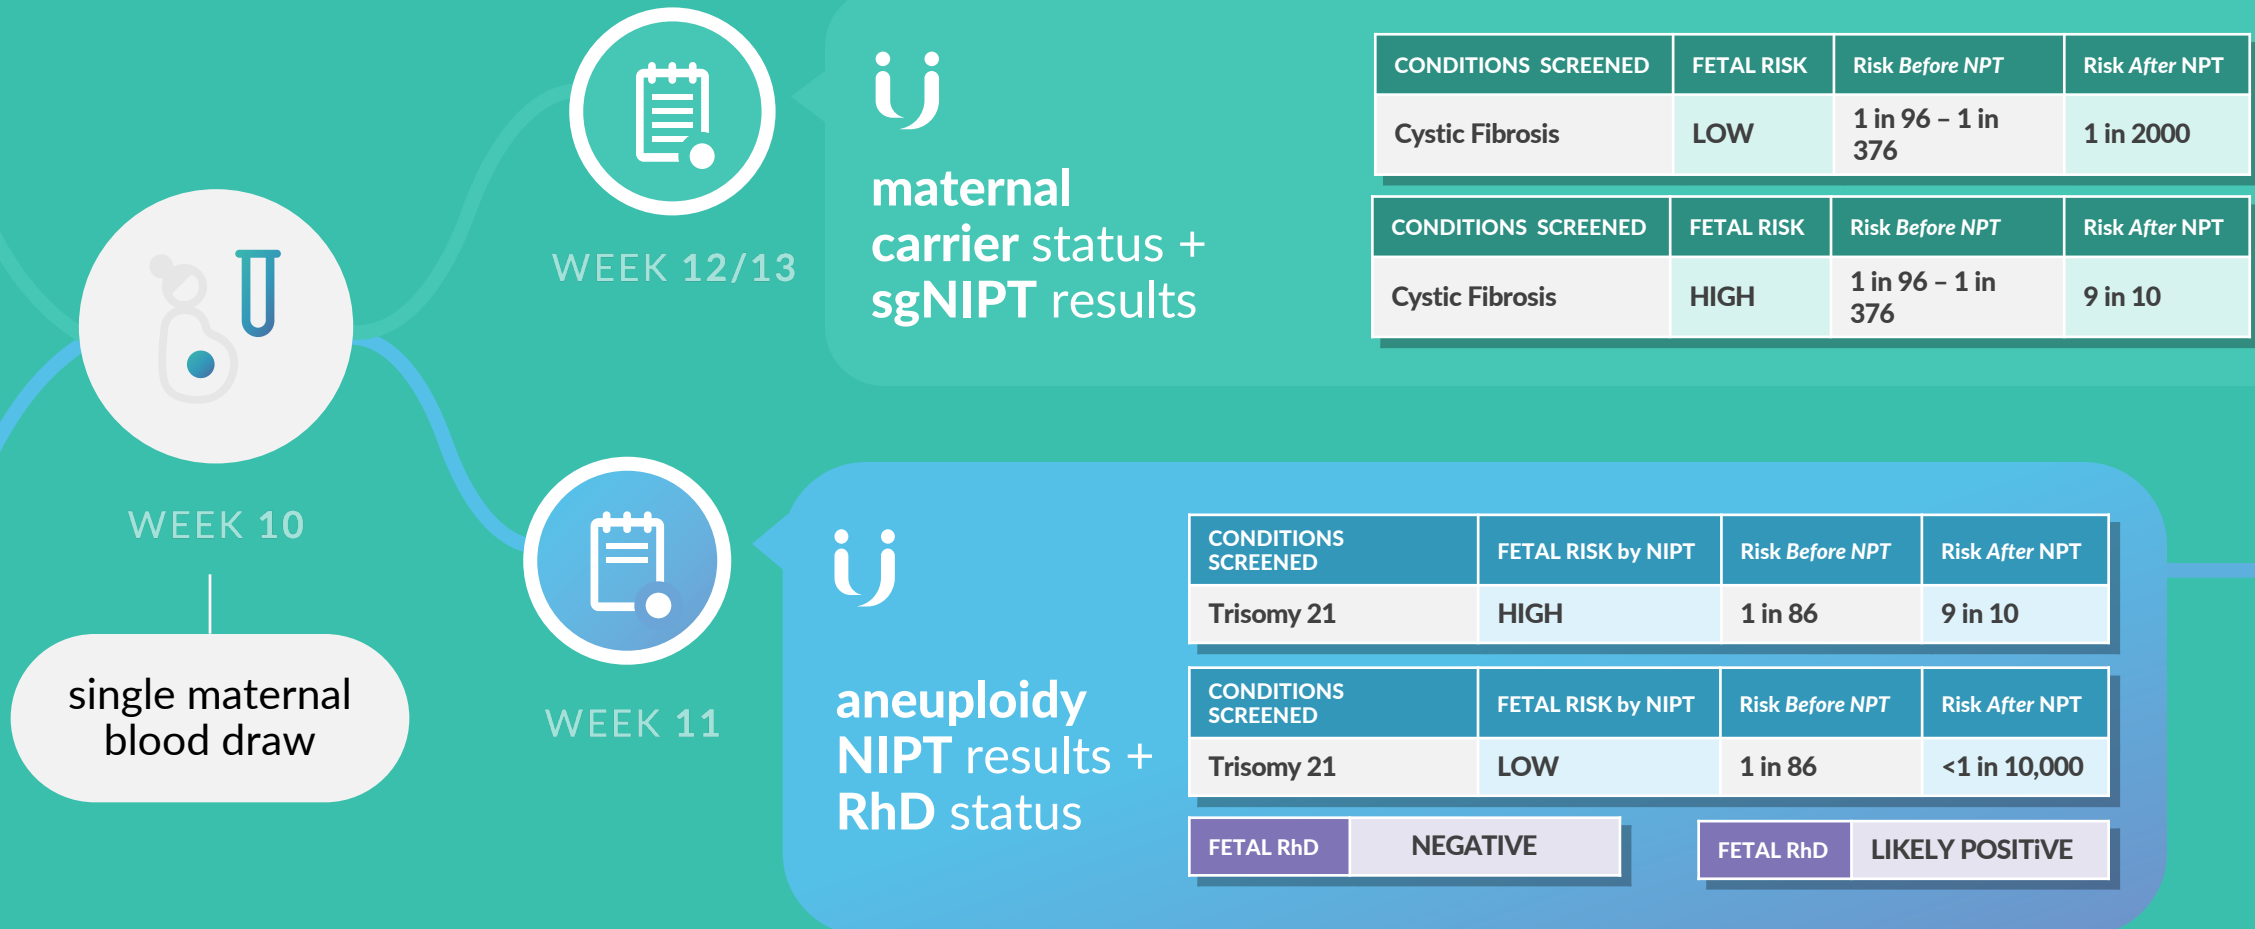 WEEK 10
single maternal
blood draw
WEEK 12/13
maternal
carrier status +
sgNIPT results
CONDITIONS SCREENED FETAL RISK Risk Before NPT Risk After NPT
Cystic Fibrosis LOW 1 in 96 – 1 in
376 1 in 2000
CONDITIONS SCREENED FETAL RISK Risk Before NPT Risk After NPT
Cystic Fibrosis HIGH 1 in 96 – 1 in
376 9 in 10
WEEK 11
aneuploidy
NIPT results +
RhD status
CONDITIONS
SCREENED FETAL RISK by NIPT Risk Before NPT Risk After NPT
Trisomy 21 HIGH 1 in 86 9 in 10
CONDITIONS
SCREENED FETAL RISK by NIPT Risk Before NPT Risk After NPT
Trisomy 21 LOW 1 in 86 <1 in 10,000
FETAL RhD NEGATIVE
FETAL RhD LIKELY POSITiVE